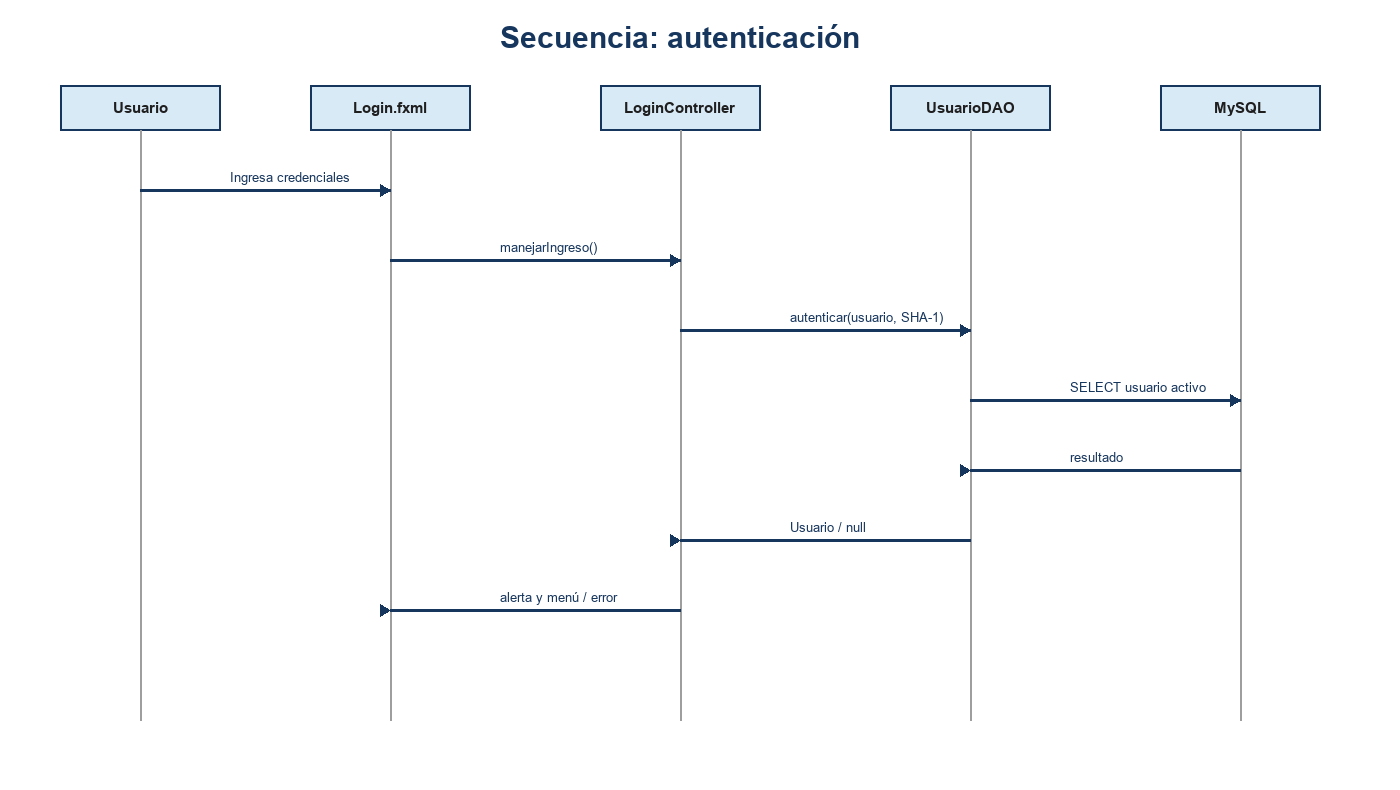 Secuencia: autenticación
Usuario
Login.fxml
LoginController
UsuarioDAO
MySQL
Ingresa credenciales
manejarIngreso()
autenticar(usuario, SHA-1)
SELECT usuario activo
resultado
Usuario / null
alerta y menú / error